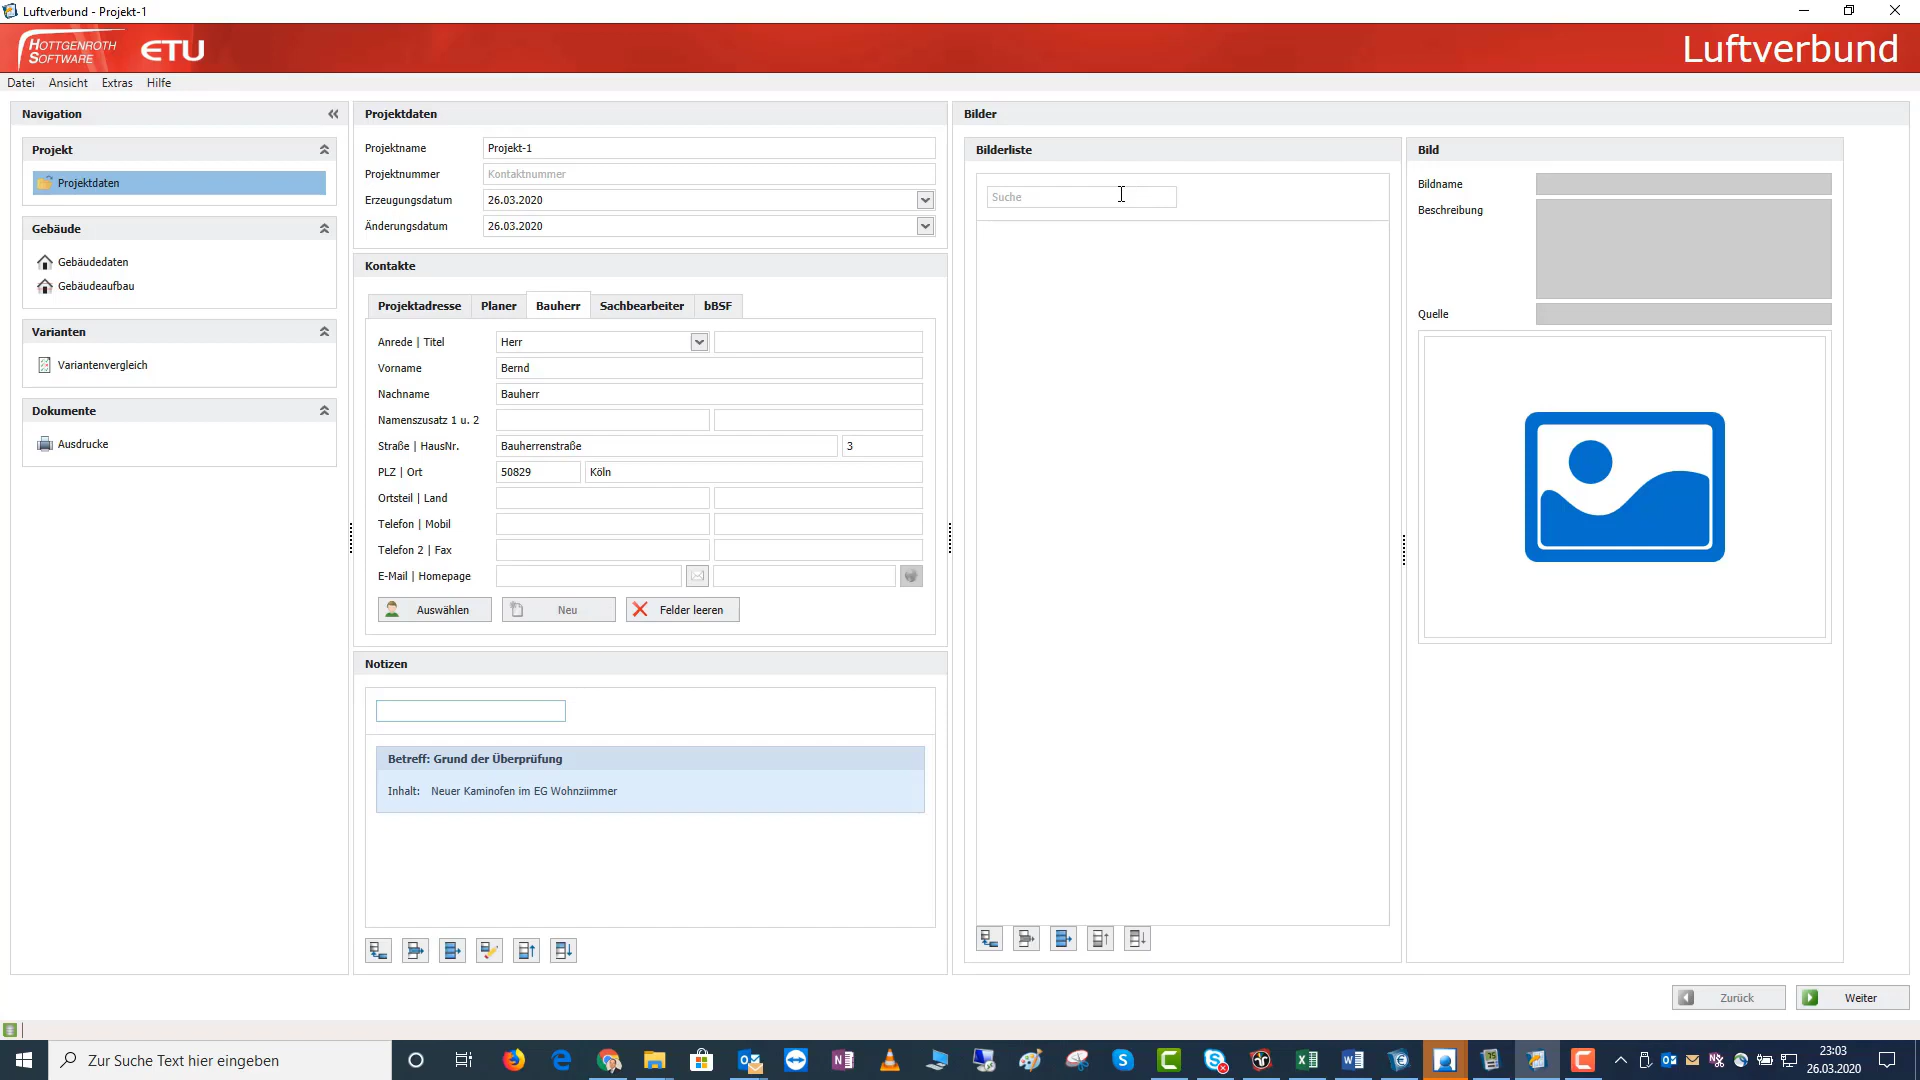 Luftverbund - Projekt-1
HOTTGENROTH
SOFTWARE
ETU
Luftverbund
Datei Ansicht Extras Hilfe
Navigation
Projekt
Projektdaten
Gebäude
Gebäudedaten
Gebäudeaufbau
Varianten
Variantenvergleich
Dokumente
Ausdrucke
Projektdaten
Projektname Projekt-1
Projektnummer Kontaktnummer
Erzeugungsdatum 26.03.2020
Änderungsdatum 26.03.2020
Kontakte
Projektadresse Planer Bauherr Sachbearbeiter bBSF
Anrede | Titel Herr
Vorname Bernd
Nachname Bauherr
Namenszusatz 1 u. 2
Straße | HausNr. Bauherrenstraße 3
PLZ | Ort 50829 Köln
Ortsteil | Land
Telefon | Mobil
Telefon 2 | Fax
E-Mail | Homepage
Auswählen Neu Felder leeren
Notizen
Betreff: Grund der Überprüfung
Inhalt: Neuer Kaminofen im EG Wohnziimmer
Bilder
Bilderliste
Suche
Bild
Bildname
Beschreibung
Quelle
Zurück Weiter
Zur Suche Text hier eingeben
23:03
26.03.2020